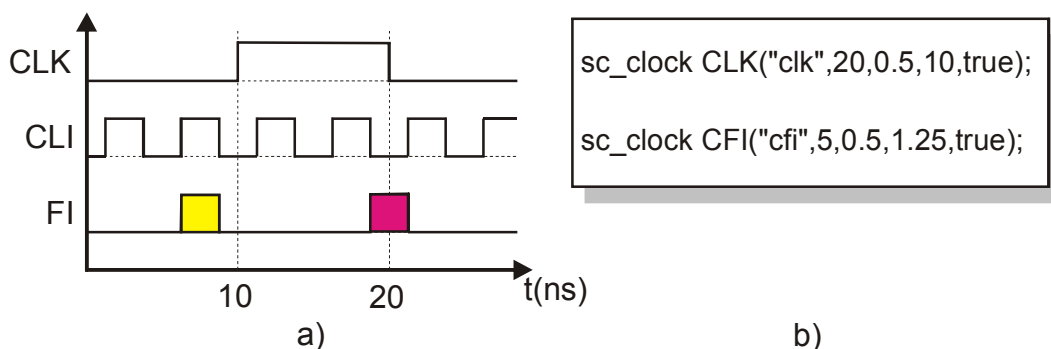 CLK
CLI
FI
10
20
t(ns)
a)
sc_clock CLK("clk",20,0.5,10,true);
sc_clock CFI("cfi",5,0.5,1.25,true);
b)